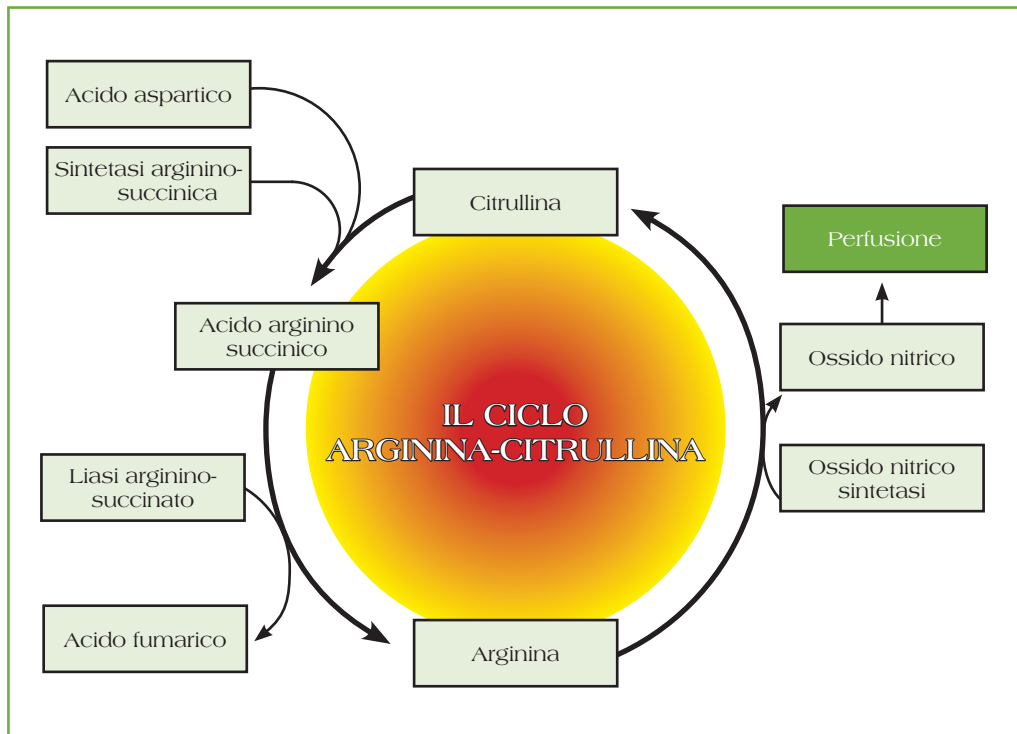 Acido aspartico
Sintetasi arginino-
succinica
Citrullina
Perfusione
Acido arginino
succinico
Ossido nitrico
IL CICLO
ARGININA-CITRULLINA
Liasi arginino-
succinato
Ossido nitrico
sintetasi
Acido fumarico
Arginina